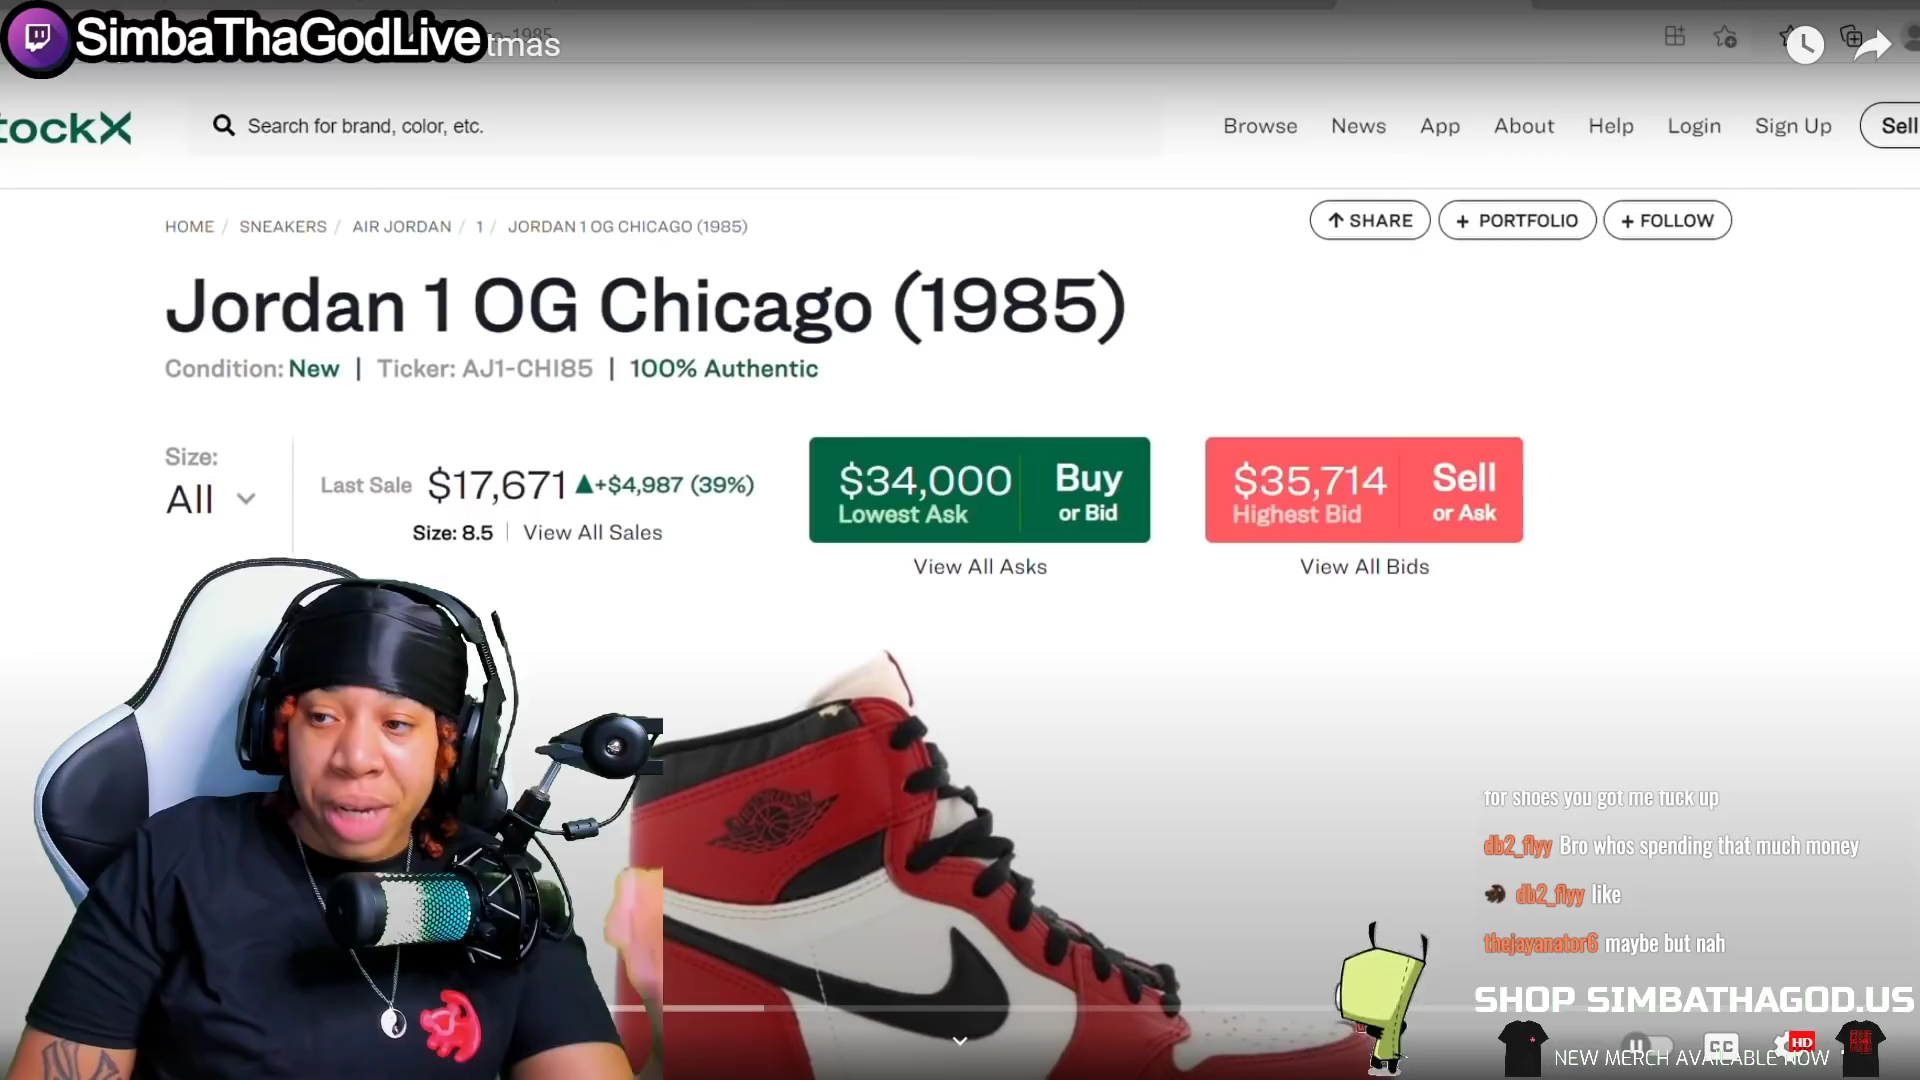 SimbaThaGodLive
tmas
tockX
Search for brand, color, etc.
Browse News App About Help Login Sign Up Sell
HOME / SNEAKERS / AIR JORDAN / 1 / JORDAN 1 OG CHICAGO (1985)
SHARE + PORTFOLIO + FOLLOW
Jordan 1 OG Chicago (1985)
Condition: New | Ticker: AJ1-CHI85 | 100% Authentic
Size:
All
Last Sale $17,671 +$4,987 (39%)
Size: 8.5 | View All Sales
$34,000 Buy
Lowest Ask or Bid
View All Asks
$35,714 Sell
Highest Bid or Ask
View All Bids
for shoes you got me fuck up
db2_flyy Bro whos spending that much money
db2_flyy like
thejayanator6 maybe but nah
SHOP SIMBATHAGOD.US
CC
HD
NEW MERCH AVAILABLE NOW